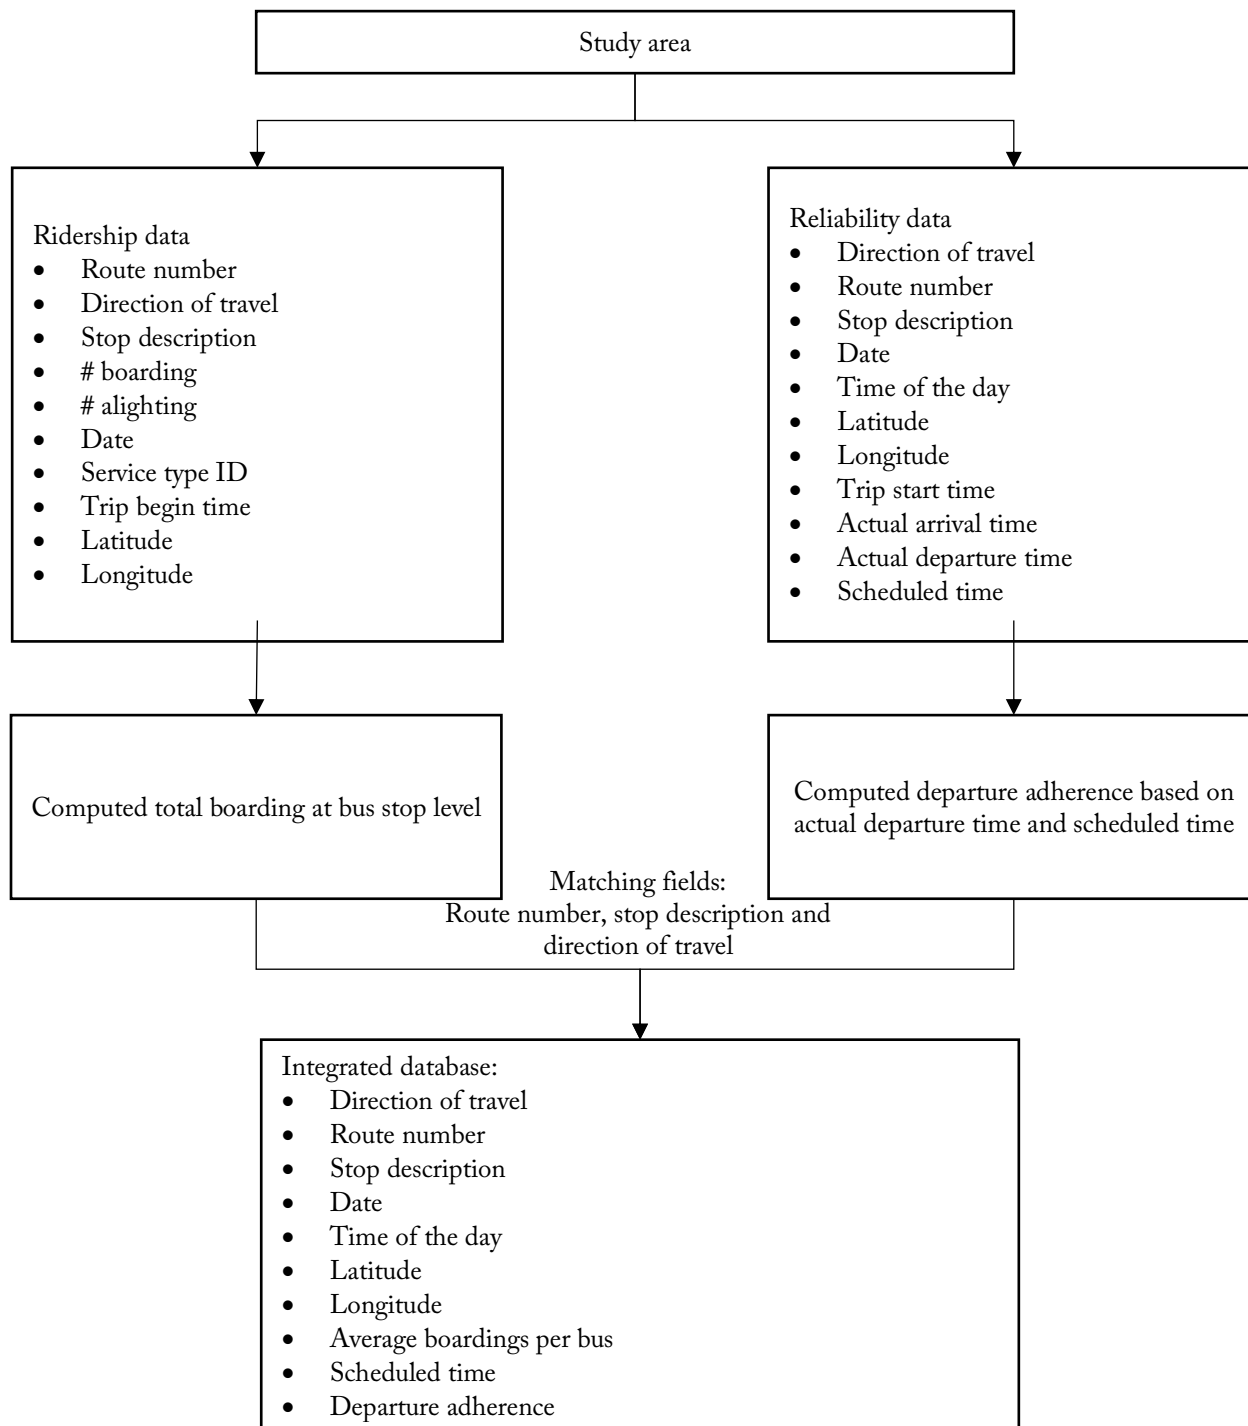 Study area
Ridership data
• Route number
• Direction of travel
• Stop description
• # boarding
• # alighting
• Date
• Service type ID
• Trip begin time
• Latitude
• Longitude
Reliability data
• Direction of travel
• Route number
• Stop description
• Date
• Time of the day
• Latitude
• Longitude
• Trip start time
• Actual arrival time
• Actual departure time
• Scheduled time
Computed total boarding at bus stop level
Computed departure adherence based on
actual departure time and scheduled time
Matching fields:
Route number, stop description and
direction of travel
Integrated database:
• Direction of travel
• Route number
• Stop description
• Date
• Time of the day
• Latitude
• Longitude
• Average boardings per bus
• Scheduled time
• Departure adherence